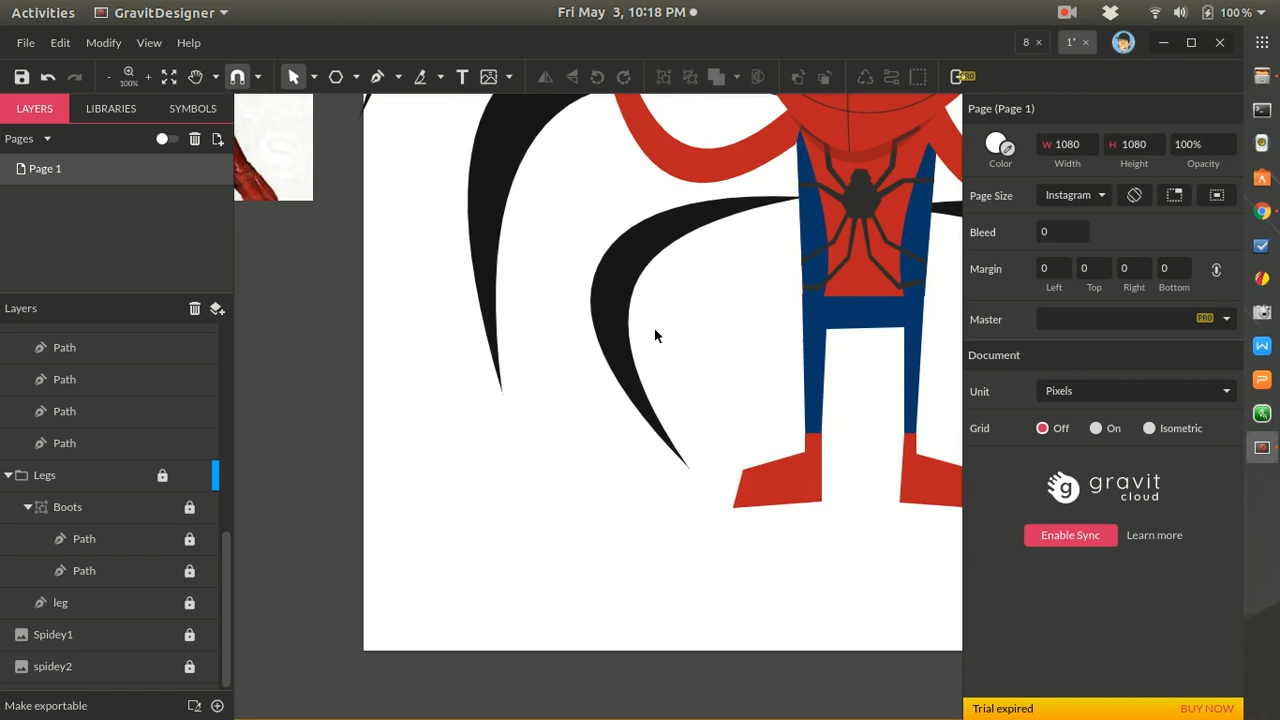 Activities GravitDesigner Fri May 3, 10:18 PM 100 %
File Edit Modify View Help 8 × 1* ×
- 100% + T PRO
LAYERS LIBRARIES SYMBOLS Page (Page 1)
Pages
W 1080 H 1080 100%
Color Width Height Opacity
Page 1
Page Size Instagram
Bleed 0
Margin 0 0 0 0
Left Top Right Bottom
Layers
Master PRO
Path
Document
Path
Unit Pixels
Path
Grid Off On Isometric
Path
Legs
gravit
cloud
Boots
Enable Sync Learn more
Path
Path
leg
Spidey1
spidey2
Make exportable
Trial expired BUY NOW